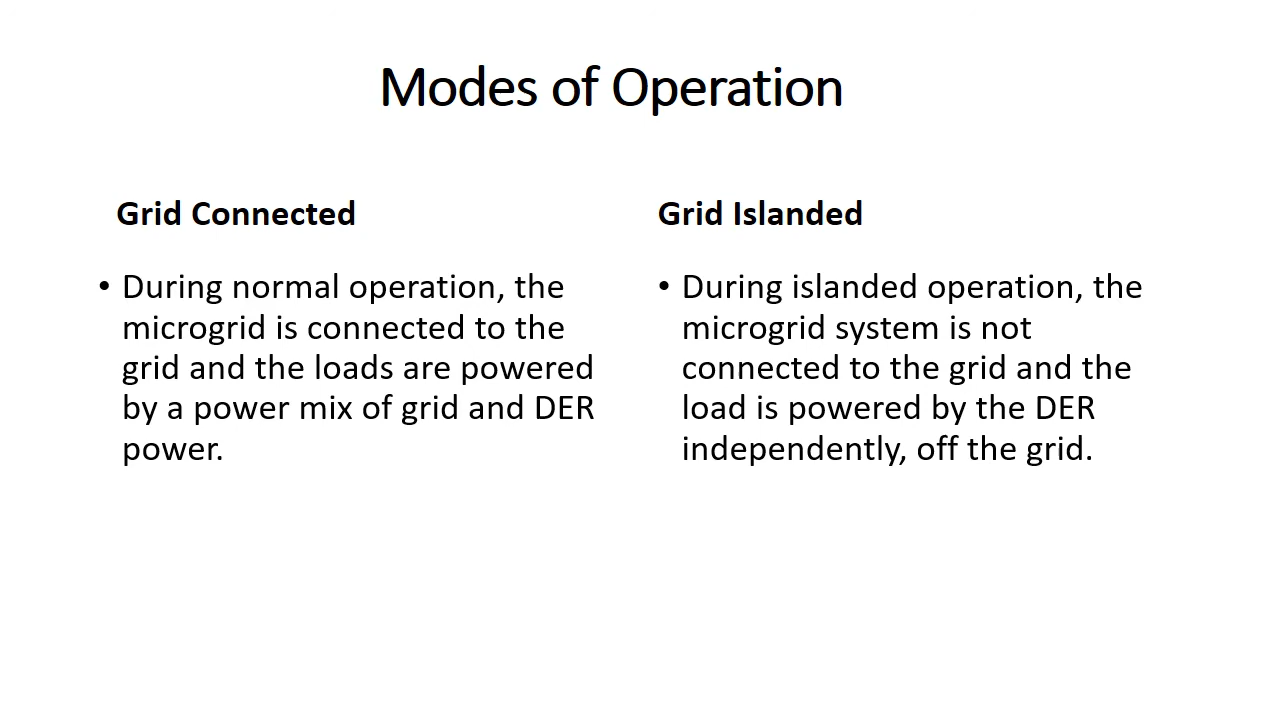 Modes of Operation
Grid Connected
• During normal operation, the
microgrid is connected to the
grid and the loads are powered
by a power mix of grid and DER
power.
Grid Islanded
• During islanded operation, the
microgrid system is not
connected to the grid and the
load is powered by the DER
independently, off the grid.